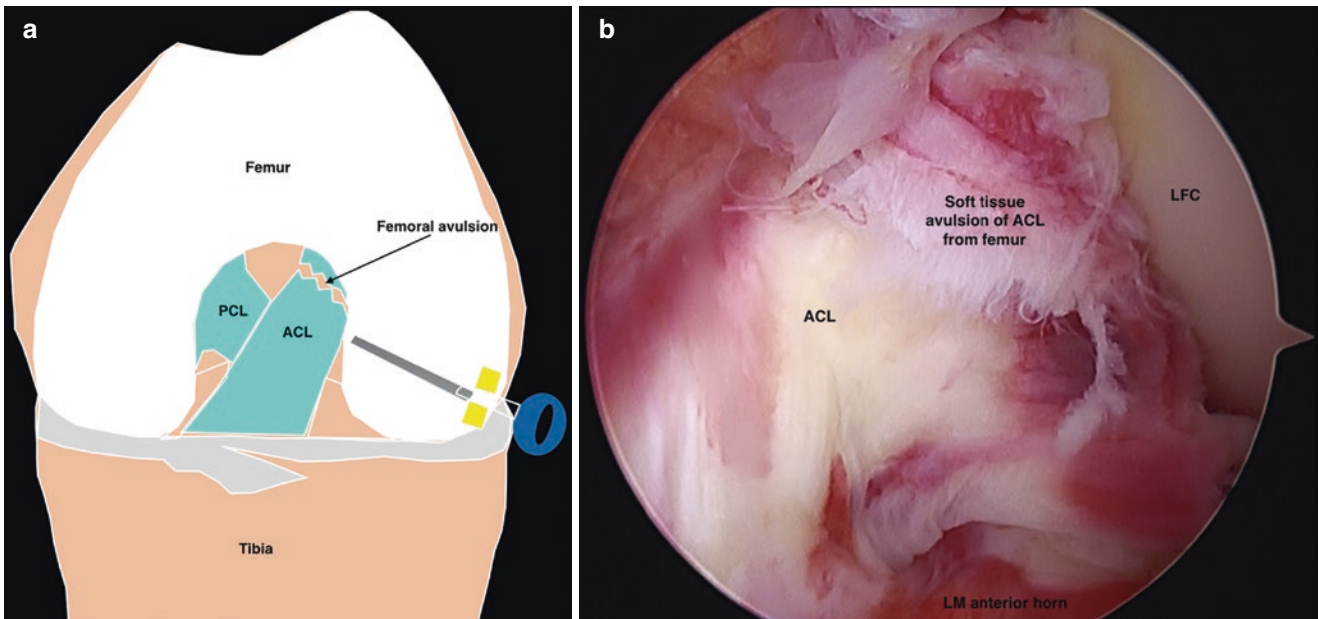 a
Femur
Femoral avulsion
PCL
ACL
Tibia
b
LFC
Soft tissue
avulsion of ACL
from femur
ACL
LM anterior horn